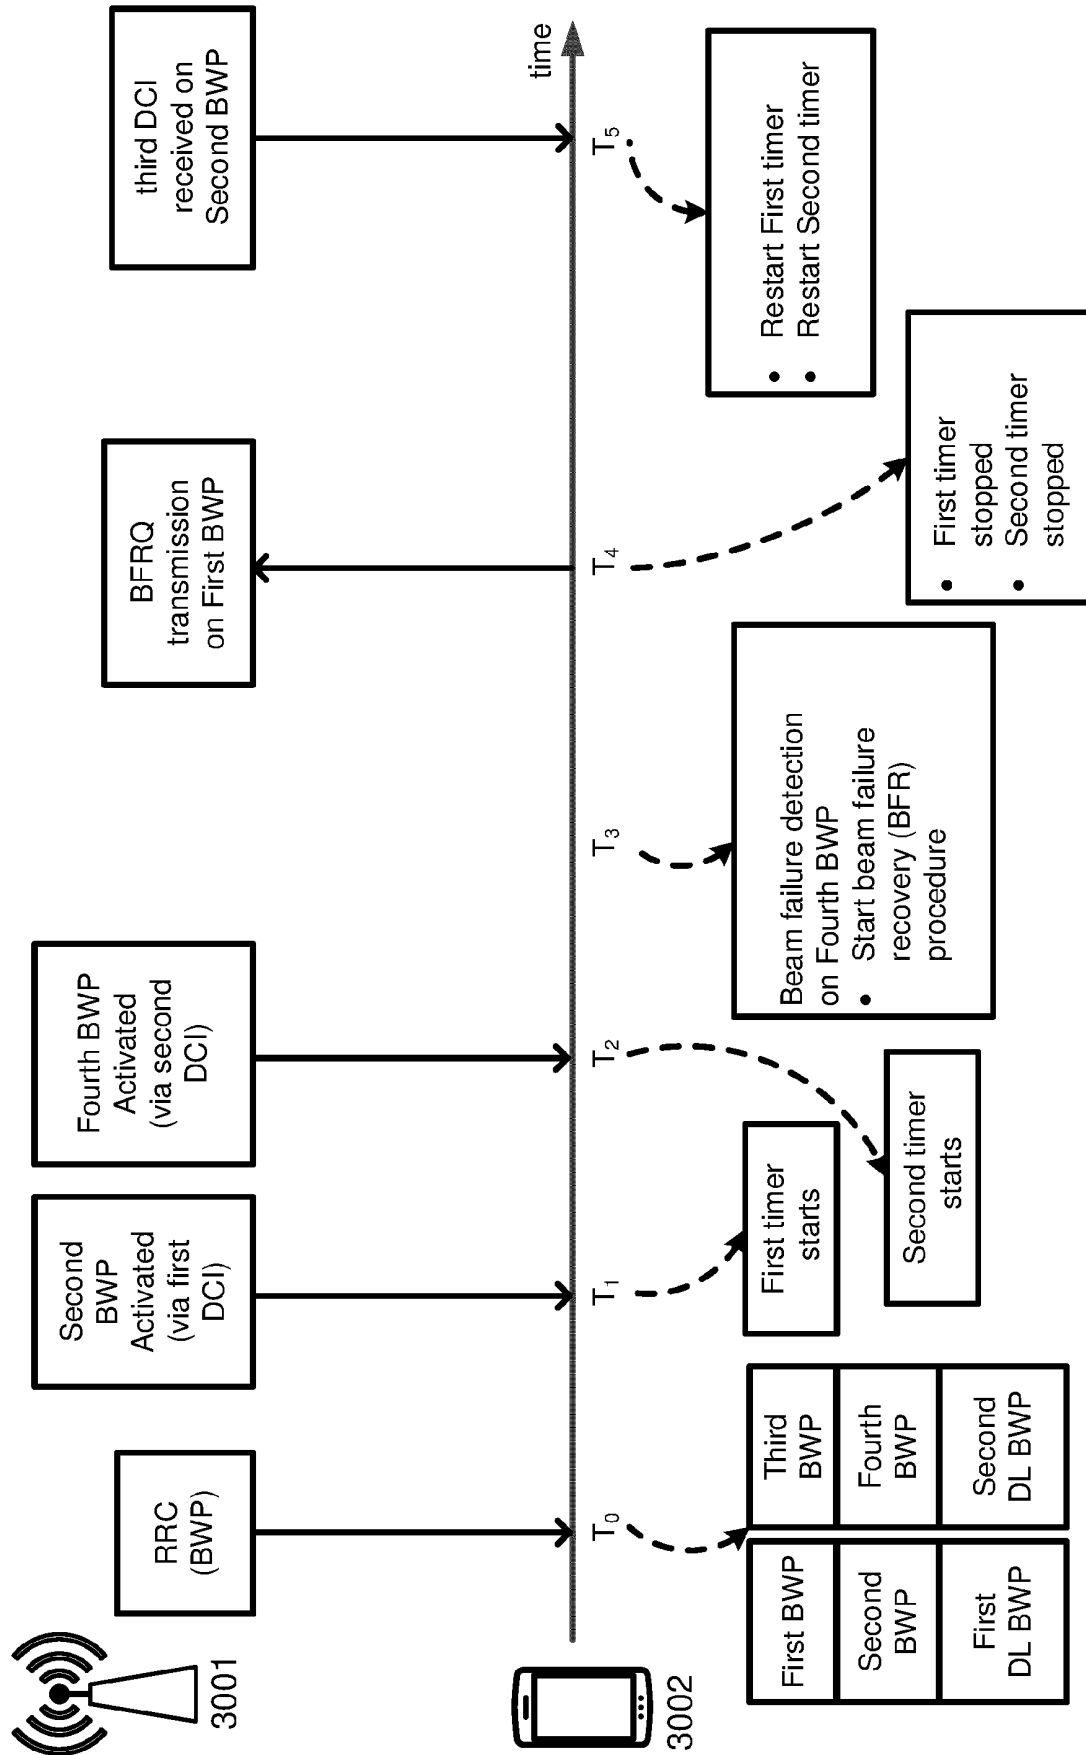 3001
3002
RRC
(BWP)
Second
BWP
Activated
(via first
DCI)
Fourth BWP
Activated
(via second
DCI)
BFRQ
transmission
on First BWP
third DCI
received on
Second BWP
time
T0
T1
T2
T3
T4
T5
First BWP
Second
BWP
First
DL BWP
Third
BWP
Fourth
BWP
Second
DL BWP
First timer
starts
Second timer
starts
Beam failure detection
on Fourth BWP
• Start beam failure
recovery (BFR)
procedure
• First timer
stopped
• Second timer
stopped
• Restart First timer
• Restart Second timer